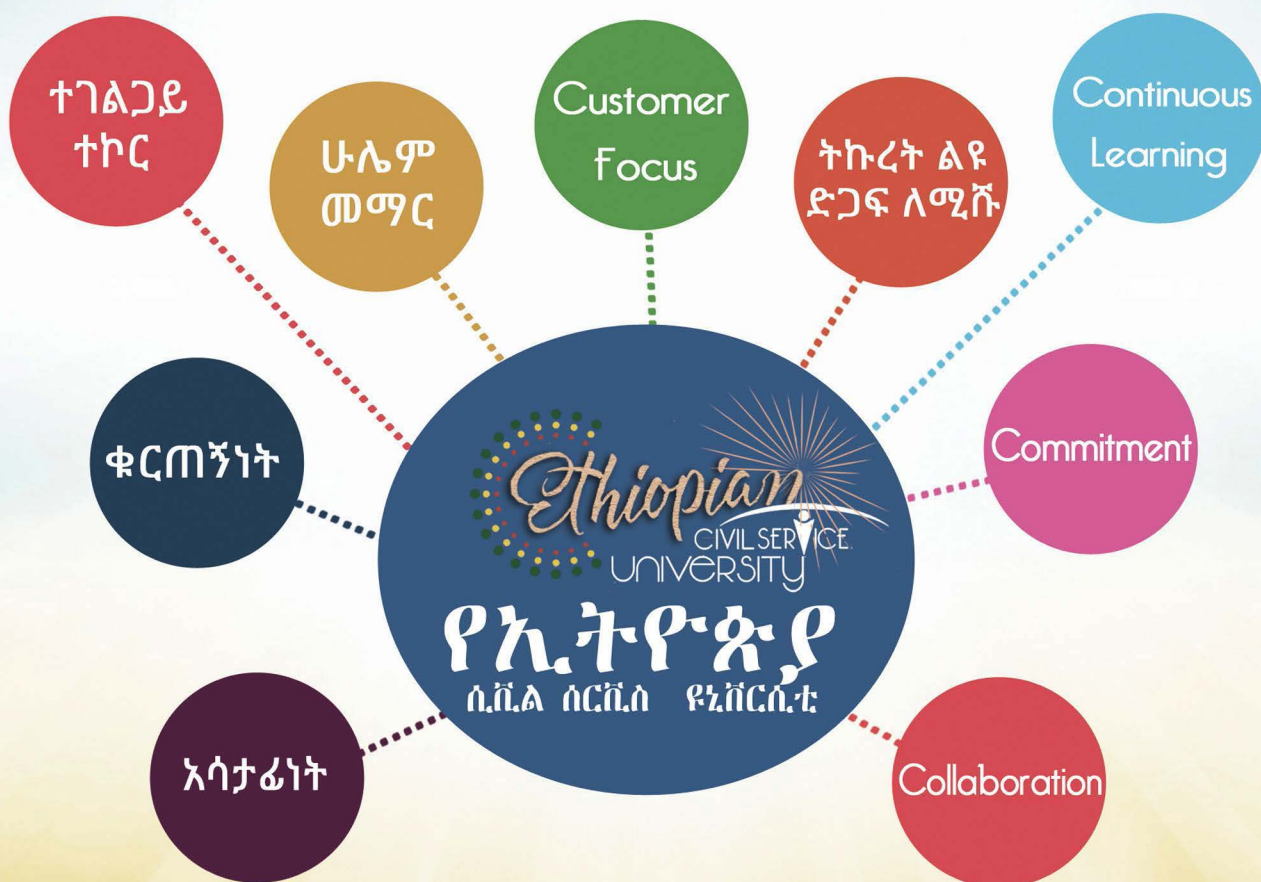 ተገልጋይ
ተኮር
ሁሌም
መማር
Customer
Focus
ትኩረት ልዩ
ድጋፍ ለሚሹ
Continuous
Learning
ቁርጠኝነት
Commitment
Ethiopian
CIVIL SERVICE
UNIVERSITY
የኢትዮጵያ
ሲቪል ሰርቪስ ዩኒቨርሲቲ
አሳታፊነት
Collaboration